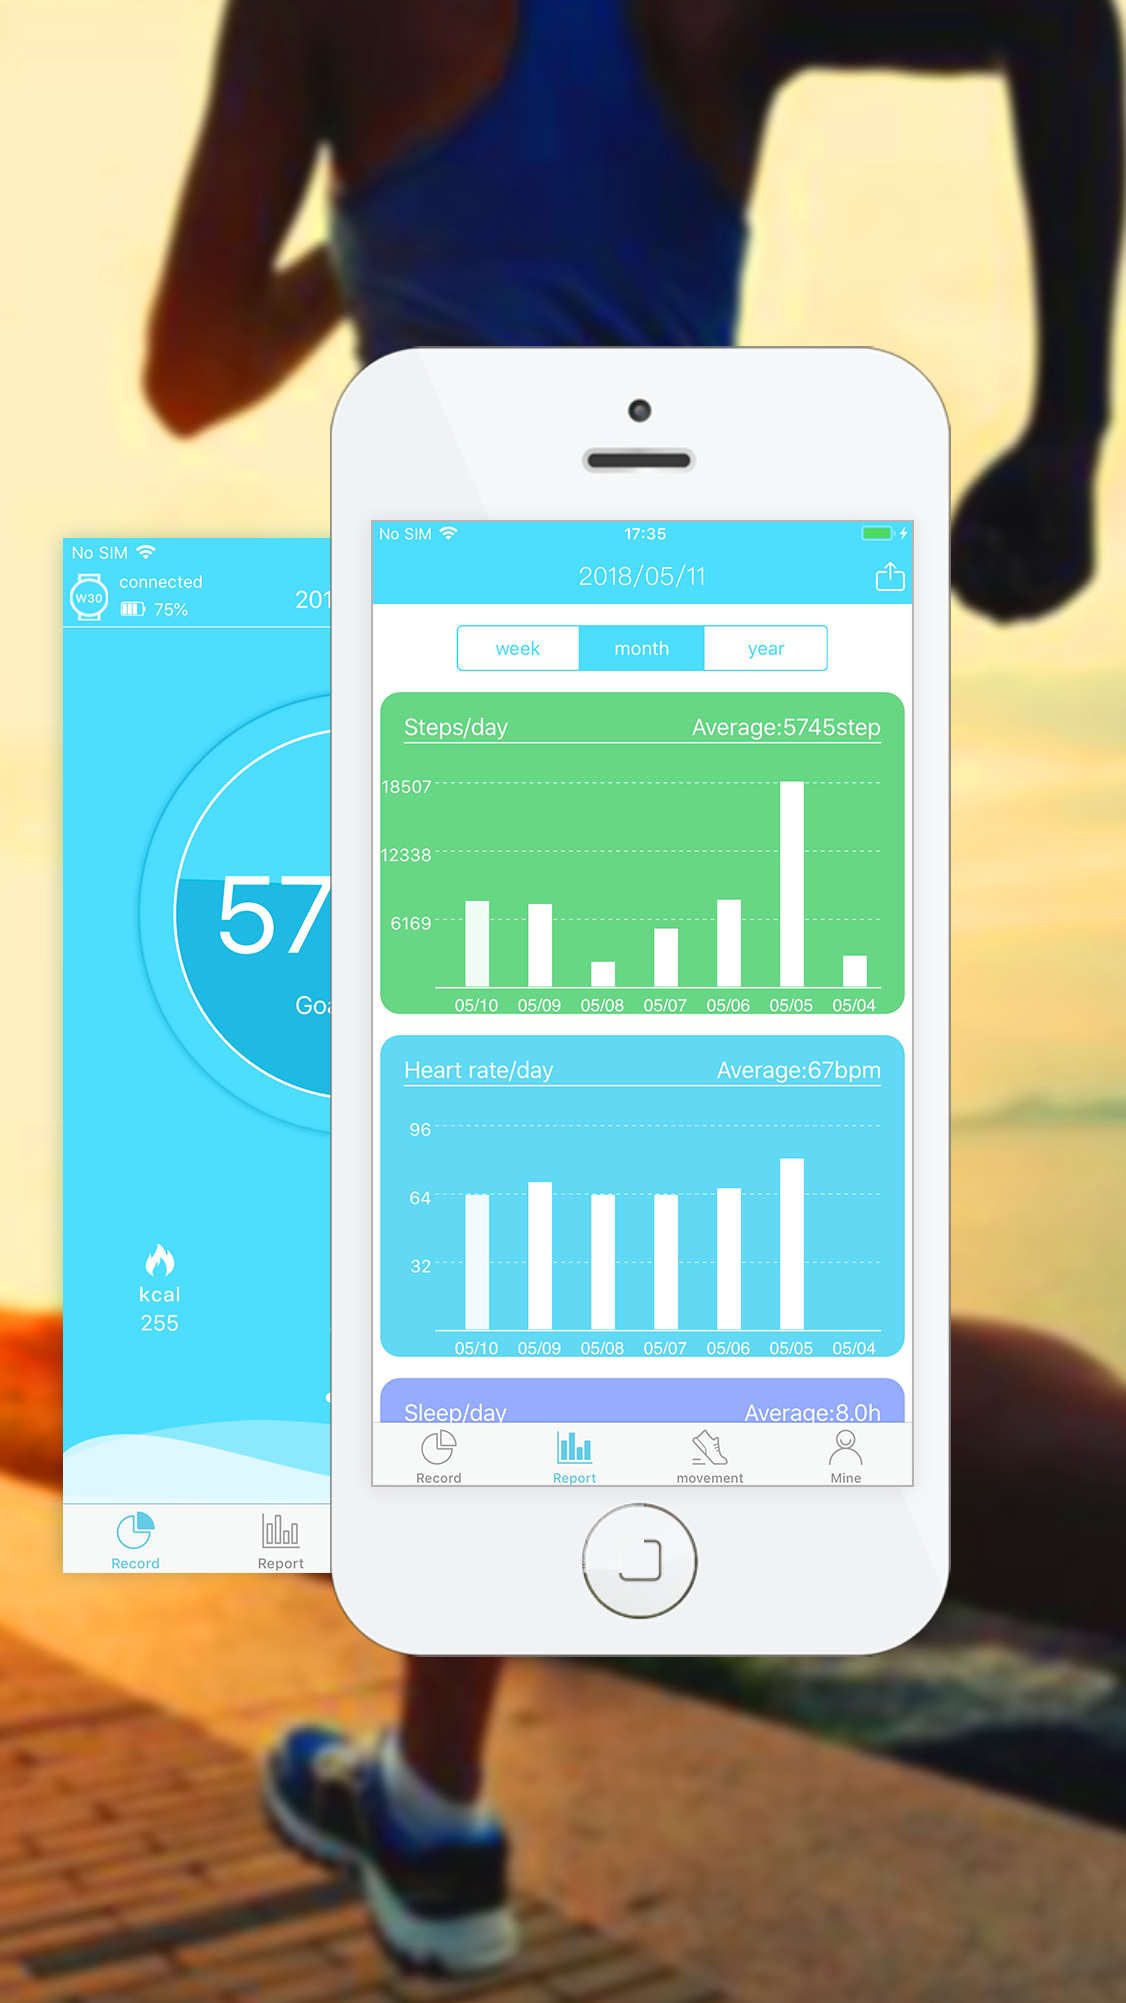 No SIM
connected
W30
75%
201
57
Goa
kcal
255
Record
Report
No SIM
17:35
2018/05/11
week
month
year
Steps/day
Average:5745step
18507
12338
6169
05/10 05/09 05/08 05/07 05/06 05/05 05/04
Heart rate/day
Average:67bpm
96
64
32
05/10 05/09 05/08 05/07 05/06 05/05 05/04
Sleep/day
Average:8.0h
Record
Report
movement
Mine